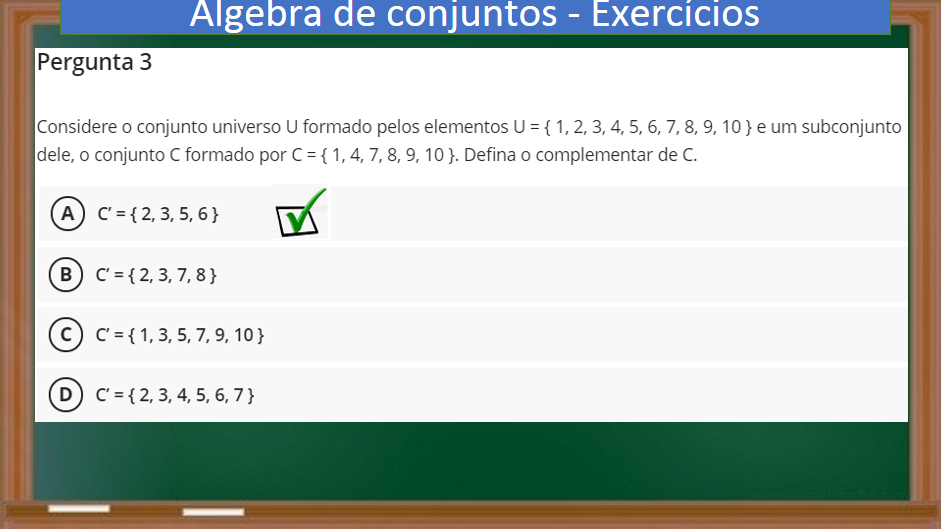 Álgebra de conjuntos - Exercícios
Pergunta 3
Considere o conjunto universo U formado pelos elementos U = { 1, 2, 3, 4, 5, 6, 7, 8, 9, 10 } e um subconjunto
dele, o conjunto C formado por C = { 1, 4, 7, 8, 9, 10 }. Defina o complementar de C.
A C' = { 2, 3, 5, 6 }
B C' = { 2, 3, 7, 8 }
C C' = { 1, 3, 5, 7, 9, 10 }
D C' = { 2, 3, 4, 5, 6, 7 }